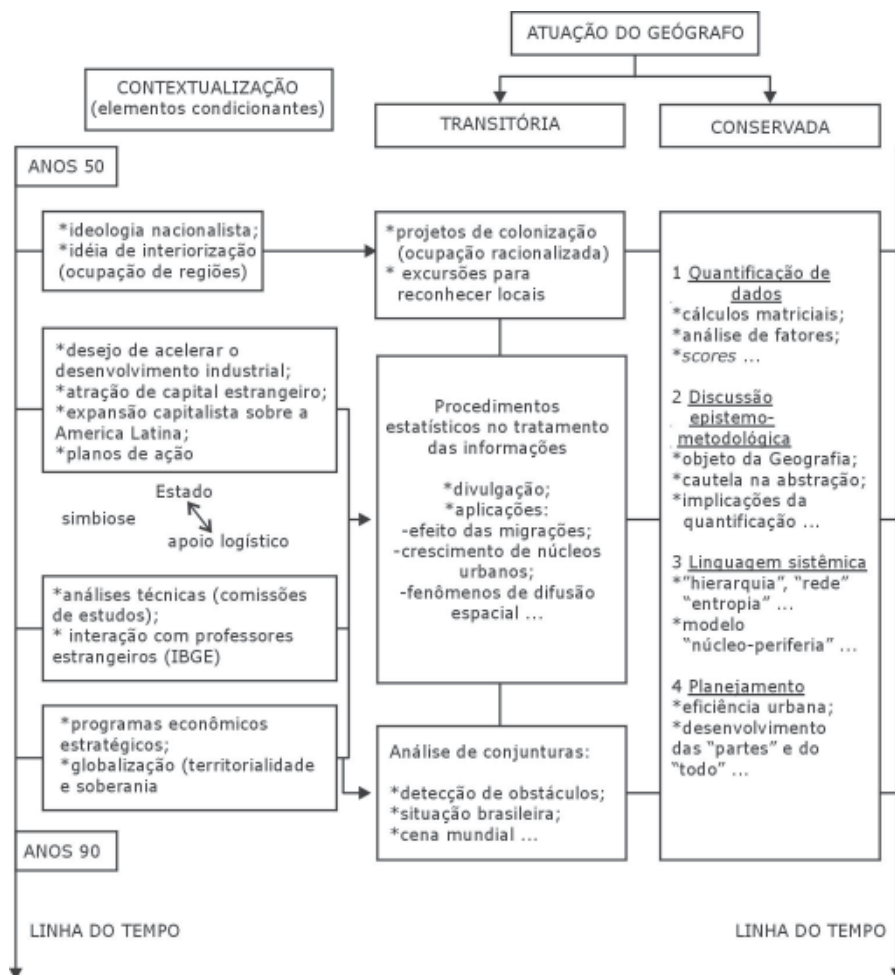 ATUAÇÃO DO GEÓGRAFO
CONTEXTUALIZAÇÃO
(elementos condicionantes)
TRANSITÓRIA
CONSERVADA
ANOS 50
*ideologia nacionalista;
*idéia de interiorização
(ocupação de regiões)
*projetos de colonização
(ocupação racionalizada)
* excursões para
reconhecer locais
*desejo de acelerar o
desenvolvimento industrial;
*atração de capital estrangeiro;
*expansão capitalista sobre a
America Latina;
*planos de ação
Estado
simbiose
apoio logístico
Procedimentos
estatísticos no tratamento
das informações
*divulgação;
*aplicações:
-efeito das migrações;
-crescimento de núcleos
urbanos;
-fenômenos de difusão
espacial ...
*análises técnicas (comissões
de estudos);
* interação com professores
estrangeiros (IBGE)
*programas econômicos
estratégicos;
*globalização (territorialidade
e soberania
Análise de conjunturas:
*detecção de obstáculos;
*situação brasileira;
*cena mundial ...
1 Quantificação de
dados
*cálculos matriciais;
*análise de fatores;
*scores ...
2 Discussão
epistemo-
metodológica
*objeto da Geografia;
*cautela na abstração;
*implicações da
quantificação ...
3 Linguagem sistêmica
*"hierarquia", "rede"
"entropia" ...
*modelo
"núcleo-periferia" ...
4 Planejamento
*eficiência urbana;
*desenvolvimento
das "partes" e do
"todo" ...
ANOS 90
LINHA DO TEMPO
LINHA DO TEMPO